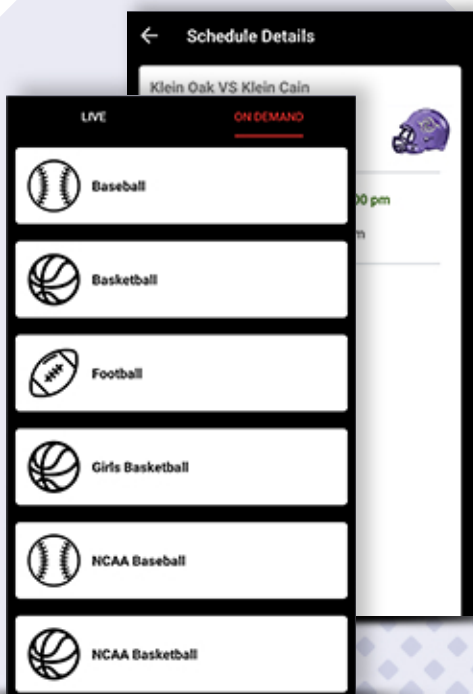 Schedule Details
Klein Oak VS Klein Cain
00 pm
LIVE
ON DEMAND
Baseball
Basketball
Football
Girls Basketball
NCAA Baseball
NCAA Basketball